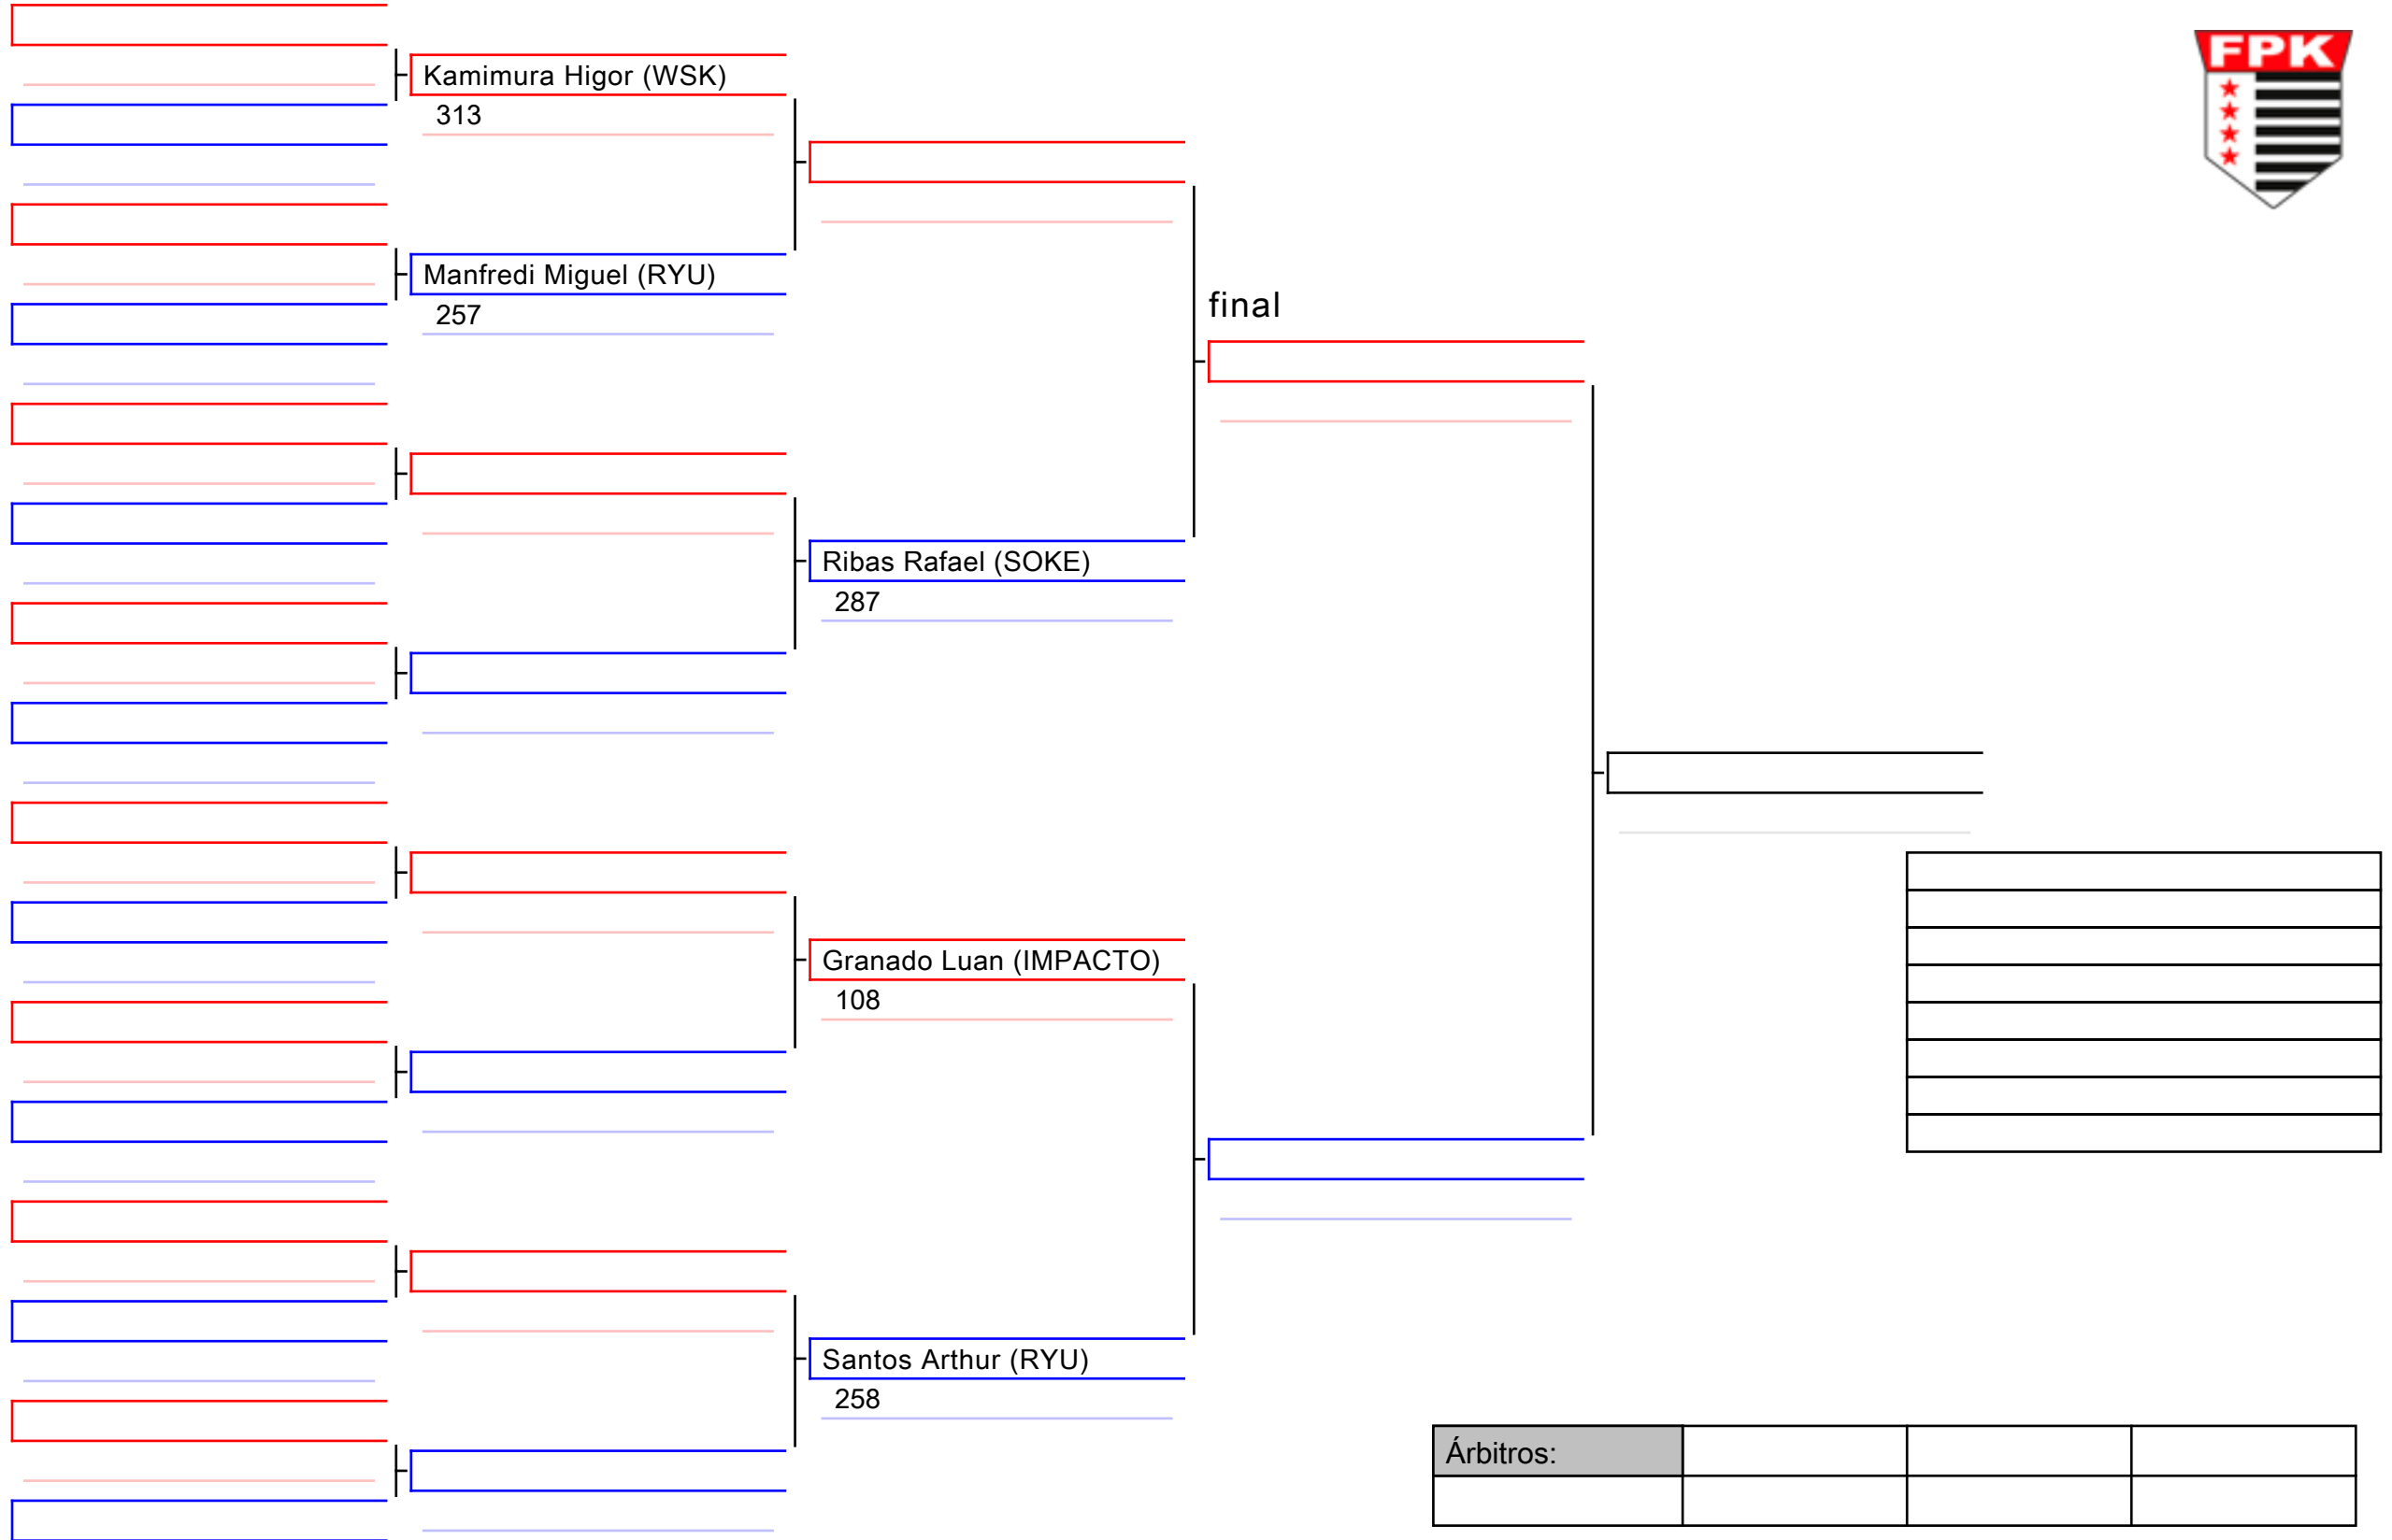 FPK
Kamimura Higor (WSK)
313
Manfredi Miguel (RYU)
257
final
Ribas Rafael (SOKE)
287
Granado Luan (IMPACTO)
108
Santos Arthur (RYU)
258
Árbitros: